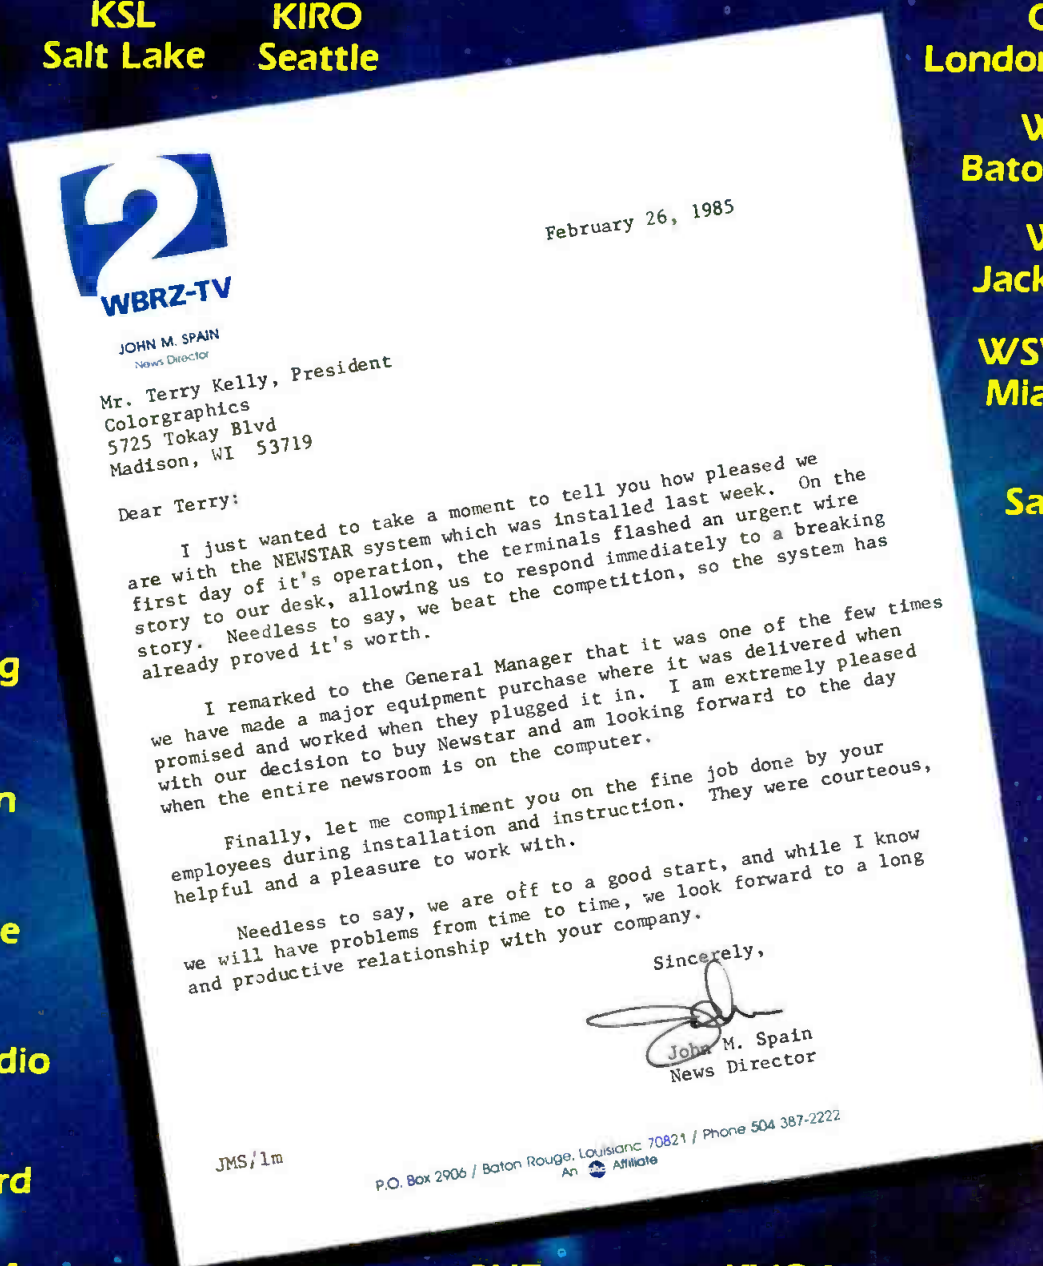 KSL
Salt Lake
KIRO
Seattle
2
WBRZ-TV
JOHN M. SPAIN
News Director
February 26, 1985
Mr. Terry Kelly, President
Colorgraphics
5725 Tokay Blvd
Madison, WI 53719
Dear Terry:
I just wanted to take a moment to tell you how pleased we
are with the NEWSTAR system which was installed last week. On the
first day of it's operation, the terminals flashed an urgent wire
story to our desk, allowing us to respond immediately to a breaking
story. Needless to say, we beat the competition, so the system has
already proved it's worth.
I remarked to the General Manager that it was one of the few times
we have made a major equipment purchase where it was delivered when
promised and worked when they plugged it in. I am extremely pleased
with our decision to buy Newstar and am looking forward to the day
when the entire newsroom is on the computer.
Finally, let me compliment you on the fine job done by your
employees during installation and instruction. They were courteous,
helpful and a pleasure to work with.
Needless to say, we are off to a good start, and while I know
we will have problems from time to time, we look forward to a long
and productive relationship with your company.
Sincerely,
John M. Spain
News Director
JMS/lm
P.O. Box 2906 / Baton Rouge, Louisiana 70821 / Phone 504 387-2222
An abc Affiliate